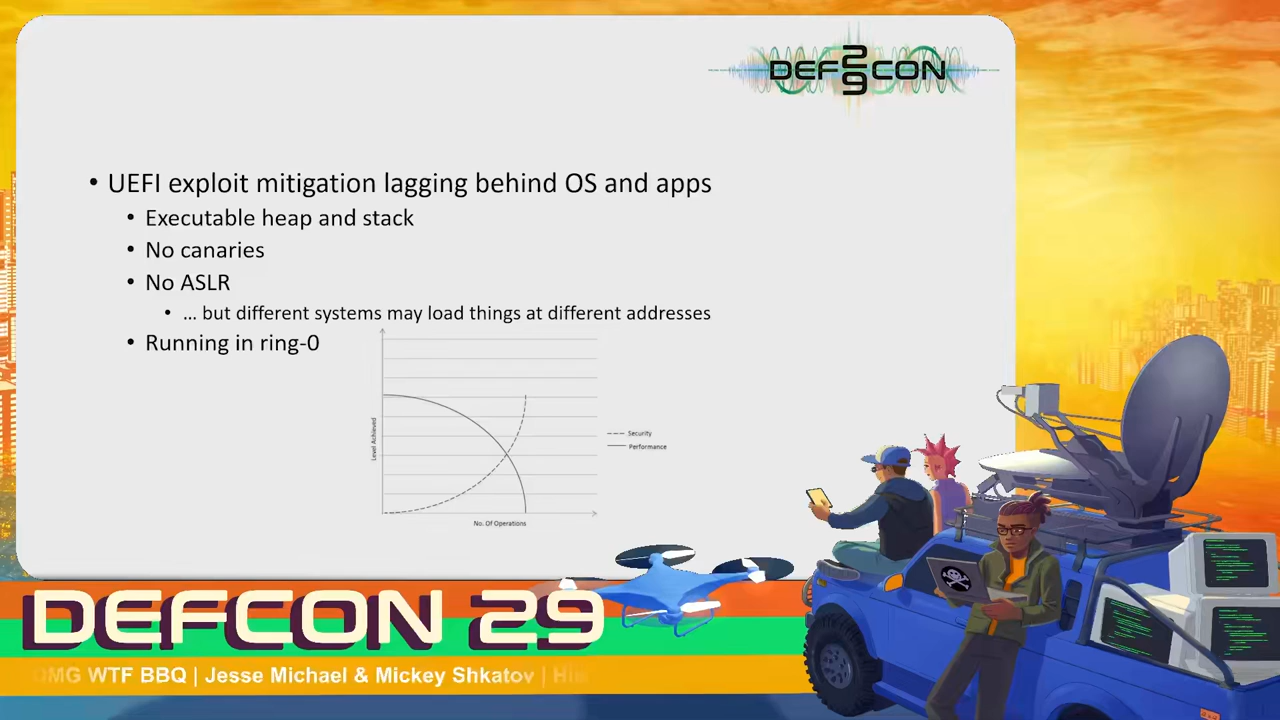 DEF CON
29
• UEFI exploit mitigation lagging behind OS and apps
• Executable heap and stack
• No canaries
• No ASLR
• … but different systems may load things at different addresses
• Running in ring-0
Level Achieved
Security
Performance
No. Of Operations
DEFCON 29
OMG WTF BBQ | Jesse Michael & Mickey Shkatov |